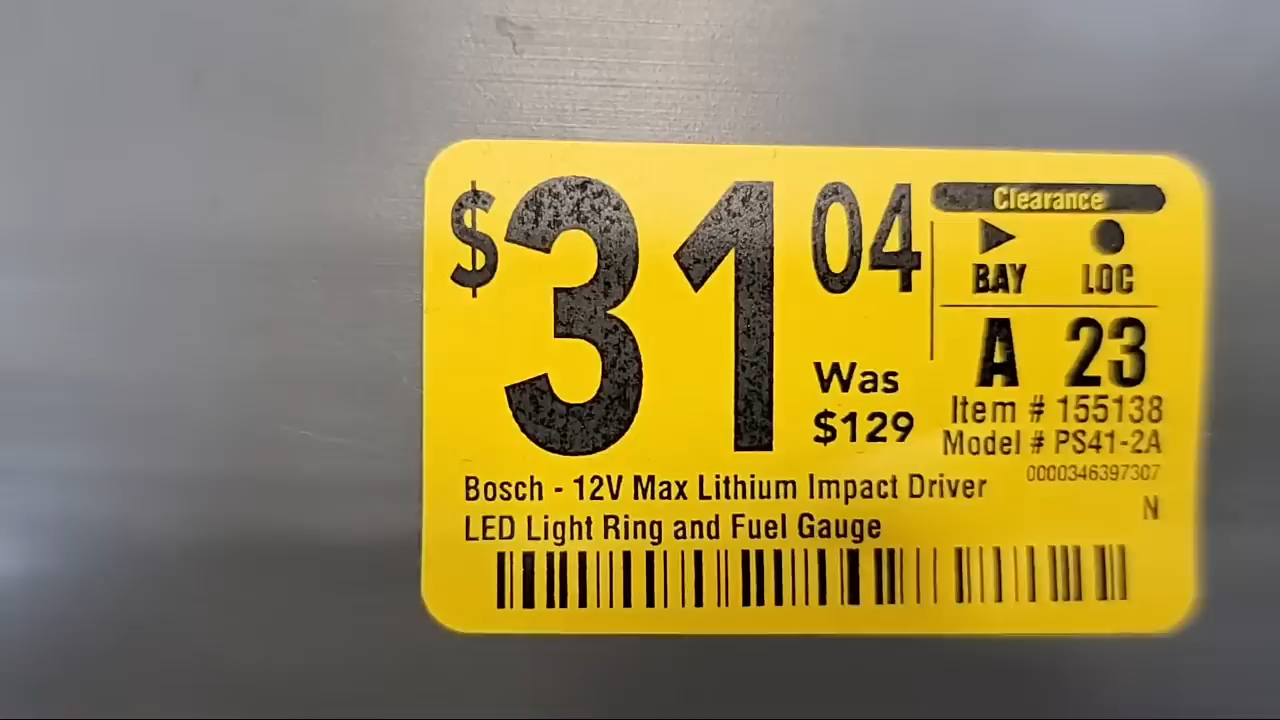 $31 04
Clearance
BAY LOC
A 23
Was
$129
Item # 155138
Model # PS41-2A
0000346397307
N
Bosch - 12V Max Lithium Impact Driver
LED Light Ring and Fuel Gauge